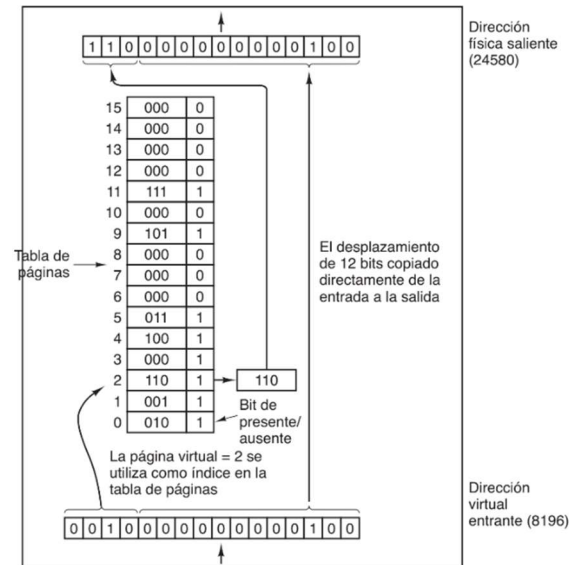 1 1 0 0 0 0 0 0 0 0 0 0 1 0 0
Dirección
física saliente
(24580)
15 000 0
14 000 0
13 000 0
12 000 0
11 111 1
10 000 0
9 101 1
8 000 0
7 000 0
6 000 0
5 011 1
4 100 1
3 000 1
2 110 1
1 001 1
0 010 1
Tabla de
páginas
110
Bit de
presente/
ausente
El desplazamiento
de 12 bits copiado
directamente de la
entrada a la salida
La página virtual = 2 se
utiliza como índice en la
tabla de páginas
0 0 1 0 0 0 0 0 0 0 0 0 0 1 0 0
Dirección
virtual
entrante (8196)